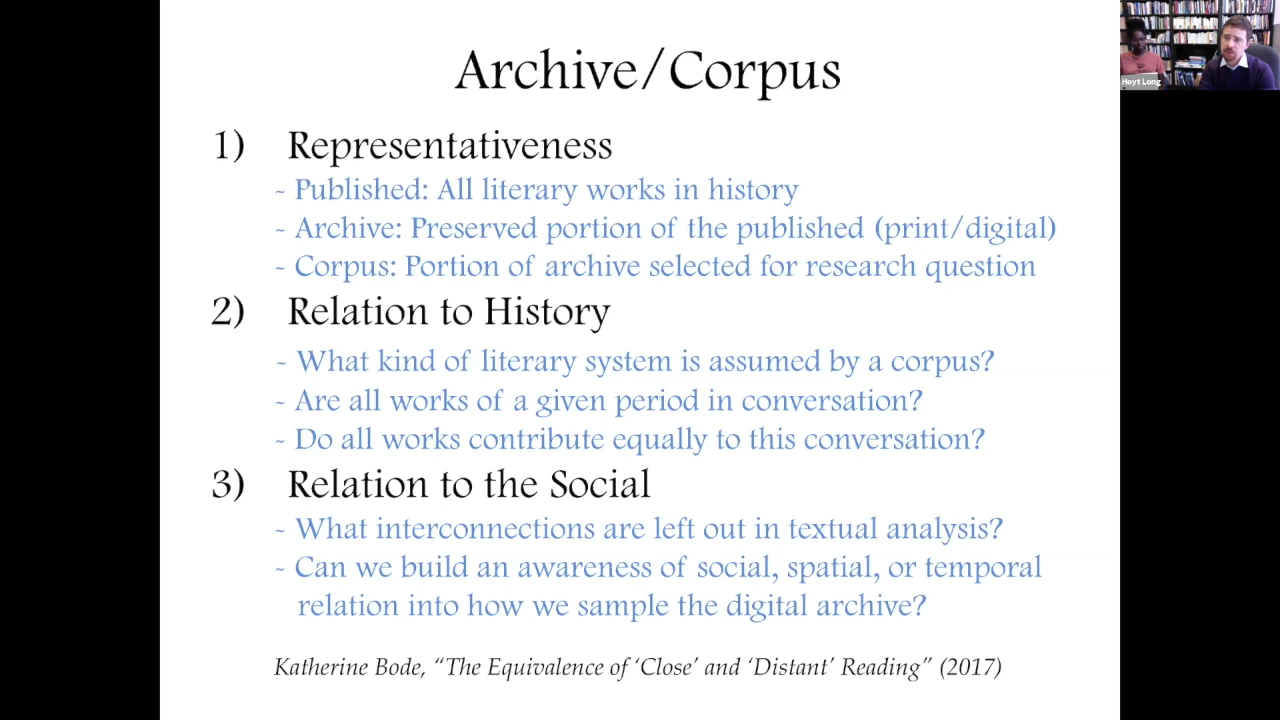 Archive/Corpus
Hoyt Long
1) Representativeness
- Published: All literary works in history
- Archive: Preserved portion of the published (print/digital)
- Corpus: Portion of archive selected for research question
2) Relation to History
- What kind of literary system is assumed by a corpus?
- Are all works of a given period in conversation?
- Do all works contribute equally to this conversation?
3) Relation to the Social
- What interconnections are left out in textual analysis?
- Can we build an awareness of social, spatial, or temporal
relation into how we sample the digital archive?
Katherine Bode, “The Equivalence of ‘Close’ and ‘Distant’ Reading” (2017)